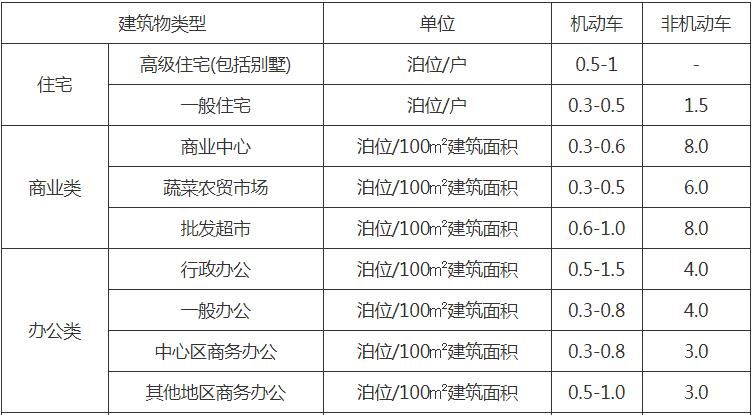 建筑物类型 单位 机动车 非机动车
住宅 高级住宅(包括别墅) 泊位/户 0.5-1 -
一般住宅 泊位/户 0.3-0.5 1.5
商业类 商业中心 泊位/100㎡建筑面积 0.3-0.6 8.0
蔬菜农贸市场 泊位/100㎡建筑面积 0.3-0.5 6.0
批发超市 泊位/100㎡建筑面积 0.6-1.0 8.0
办公类 行政办公 泊位/100㎡建筑面积 0.5-1.5 4.0
一般办公 泊位/100㎡建筑面积 0.3-0.8 4.0
中心区商务办公 泊位/100㎡建筑面积 0.3-0.8 3.0
其他地区商务办公 泊位/100㎡建筑面积 0.5-1.0 3.0